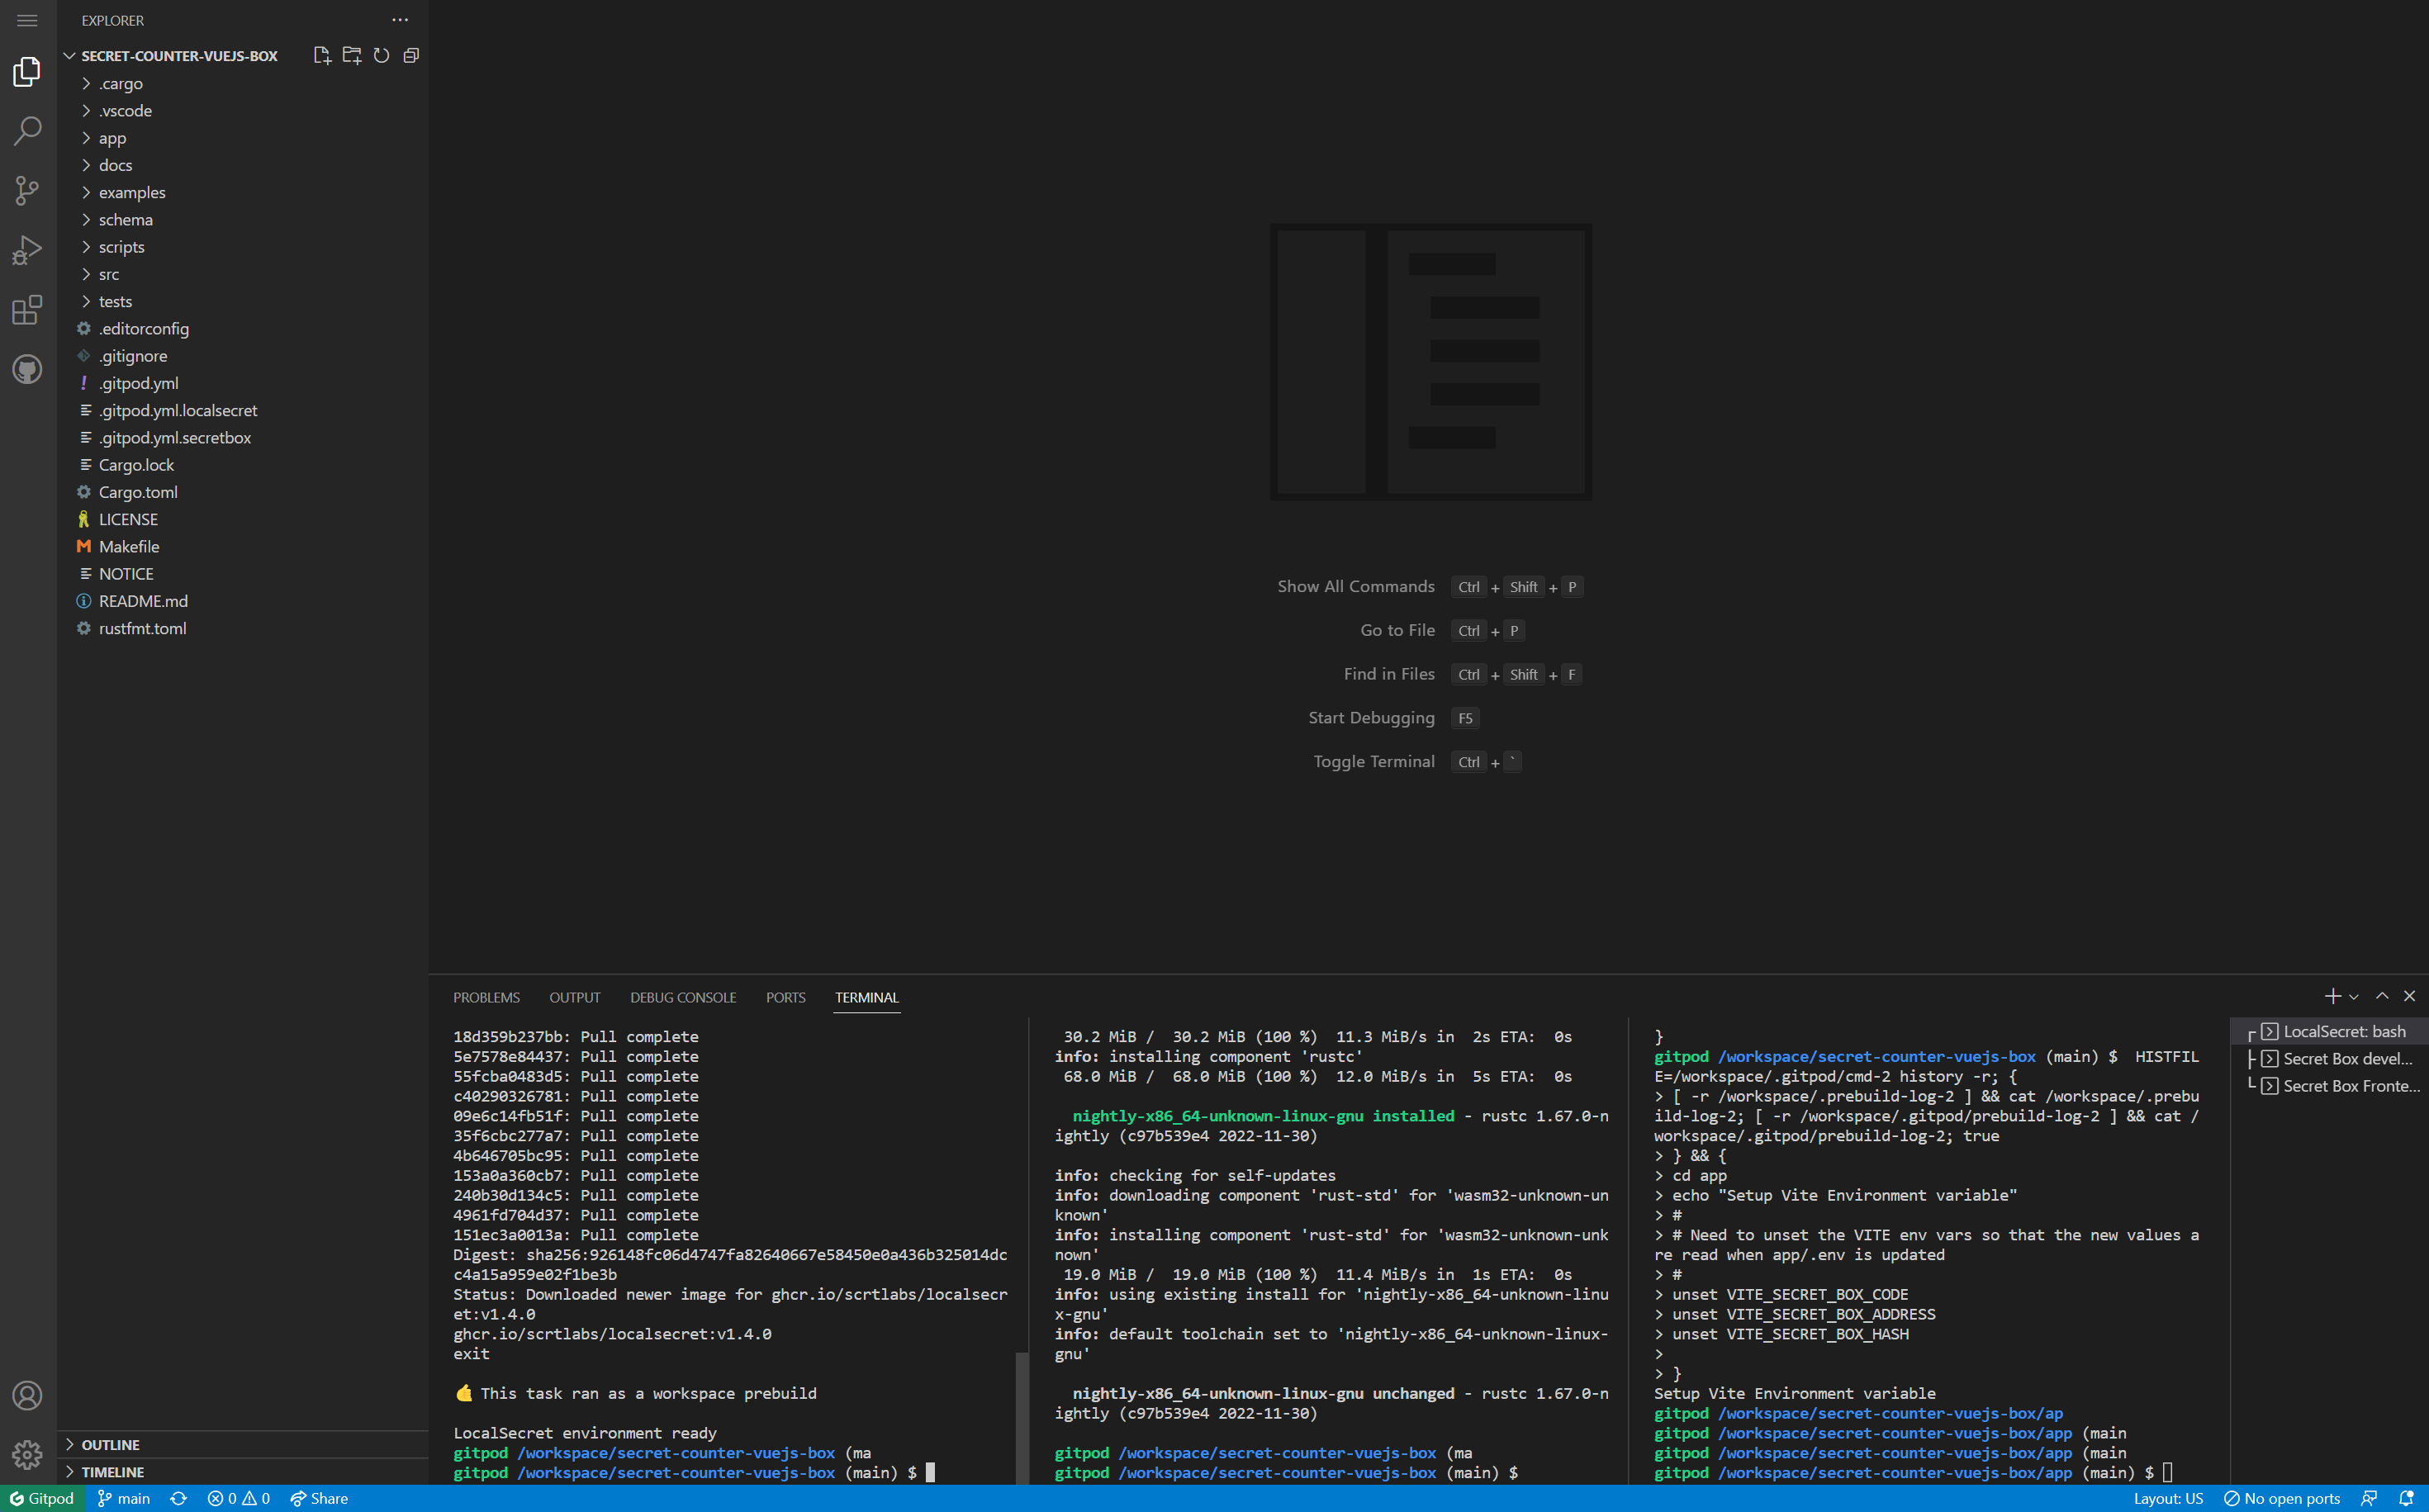 EXPLORER
SECRET-COUNTER-VUEJS-BOX
.cargo
.vscode
app
docs
examples
schema
scripts
src
tests
.editorconfig
.gitignore
.gitpod.yml
.gitpod.yml.localsecret
.gitpod.yml.secretbox
Cargo.lock
Cargo.toml
LICENSE
Makefile
NOTICE
README.md
rustfmt.toml
OUTLINE
TIMELINE
Show All Commands Ctrl + Shift + P
Go to File Ctrl + P
Find in Files Ctrl + Shift + F
Start Debugging F5
Toggle Terminal Ctrl + `
PROBLEMS OUTPUT DEBUG CONSOLE PORTS TERMINAL
18d359b237bb: Pull complete
5e7578e84437: Pull complete
55fcba0483d5: Pull complete
c40290326781: Pull complete
09e6c14fb51f: Pull complete
35f6cbc277a7: Pull complete
4b646705bc95: Pull complete
153a0a360cb7: Pull complete
240b30d134c5: Pull complete
4961fd704d37: Pull complete
151ec3a0013a: Pull complete
Digest: sha256:926148fc06d4747fa82640667e58450e0a436b325014dc
c4a15a959e02f1be3b
Status: Downloaded newer image for ghcr.io/scrtlabs/localsecr
et:v1.4.0
ghcr.io/scrtlabs/localsecret:v1.4.0
exit
🤙 This task ran as a workspace prebuild
LocalSecret environment ready
gitpod /workspace/secret-counter-vuejs-box (ma
gitpod /workspace/secret-counter-vuejs-box (main) $
30.2 MiB / 30.2 MiB (100 %) 11.3 MiB/s in 2s ETA: 0s
info: installing component 'rustc'
68.0 MiB / 68.0 MiB (100 %) 12.0 MiB/s in 5s ETA: 0s
nightly-x86_64-unknown-linux-gnu installed - rustc 1.67.0-n
ightly (c97b539e4 2022-11-30)
info: checking for self-updates
info: downloading component 'rust-std' for 'wasm32-unknown-un
known'
info: installing component 'rust-std' for 'wasm32-unknown-unk
nown'
19.0 MiB / 19.0 MiB (100 %) 11.4 MiB/s in 1s ETA: 0s
info: using existing install for 'nightly-x86_64-unknown-linu
x-gnu'
info: default toolchain set to 'nightly-x86_64-unknown-linux-
gnu'
nightly-x86_64-unknown-linux-gnu unchanged - rustc 1.67.0-n
ightly (c97b539e4 2022-11-30)
gitpod /workspace/secret-counter-vuejs-box (ma
gitpod /workspace/secret-counter-vuejs-box (main) $
}
gitpod /workspace/secret-counter-vuejs-box (main) $ HISTFIL
E=/workspace/.gitpod/cmd-2 history -r; {
> [ -r /workspace/.prebuild-log-2 ] && cat /workspace/.prebu
ild-log-2; [ -r /workspace/.gitpod/prebuild-log-2 ] && cat /
workspace/.gitpod/prebuild-log-2; true
> } && {
> cd app
> echo "Setup Vite Environment variable"
> #
> # Need to unset the VITE env vars so that the new values a
re read when app/.env is updated
> #
> unset VITE_SECRET_BOX_CODE
> unset VITE_SECRET_BOX_ADDRESS
> unset VITE_SECRET_BOX_HASH
>
> }
Setup Vite Environment variable
gitpod /workspace/secret-counter-vuejs-box/ap
gitpod /workspace/secret-counter-vuejs-box/app (main
gitpod /workspace/secret-counter-vuejs-box/app (main
gitpod /workspace/secret-counter-vuejs-box/app (main) $
LocalSecret: bash
Secret Box devel...
Secret Box Fronte...
Gitpod main 0 0 Share
Layout: US No open ports